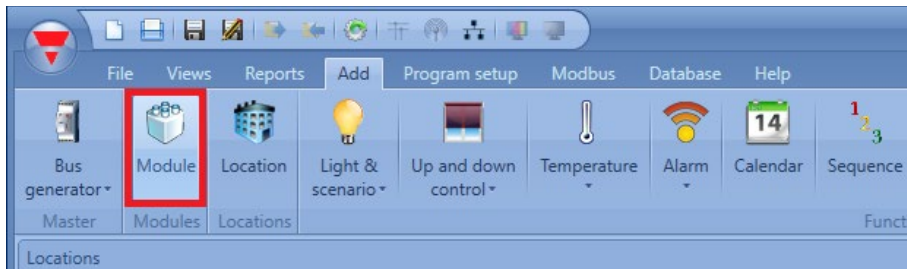 File Views Reports Add Program setup Modbus Database Help
Bus generator Module Location Light & scenario Up and down control Temperature Alarm 14 Calendar 1 2 3 Sequence
Master Modules Locations Funct
Locations